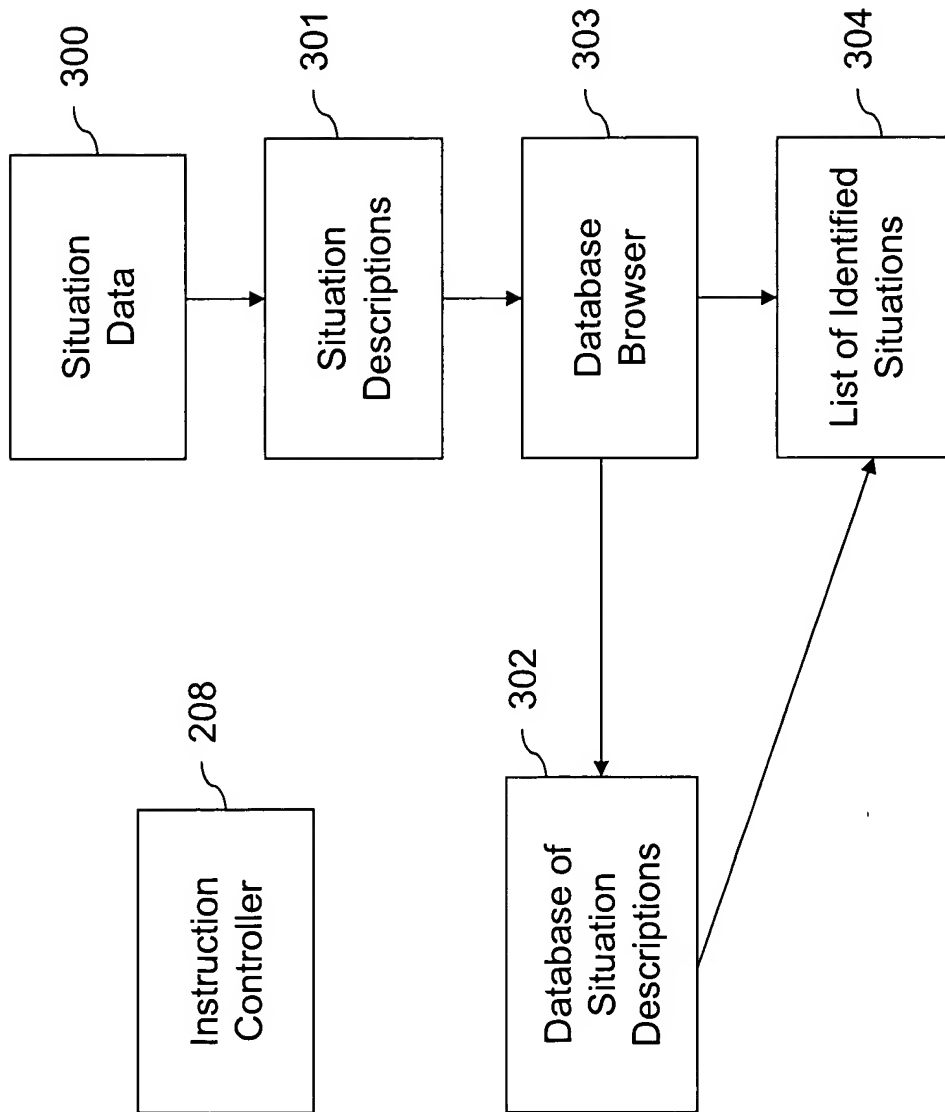 Situation
Data
300
Instruction
Controller
208
Situation
Descriptions
301
Database of
Situation
Descriptions
302
Database
Browser
303
List of Identified
Situations
304